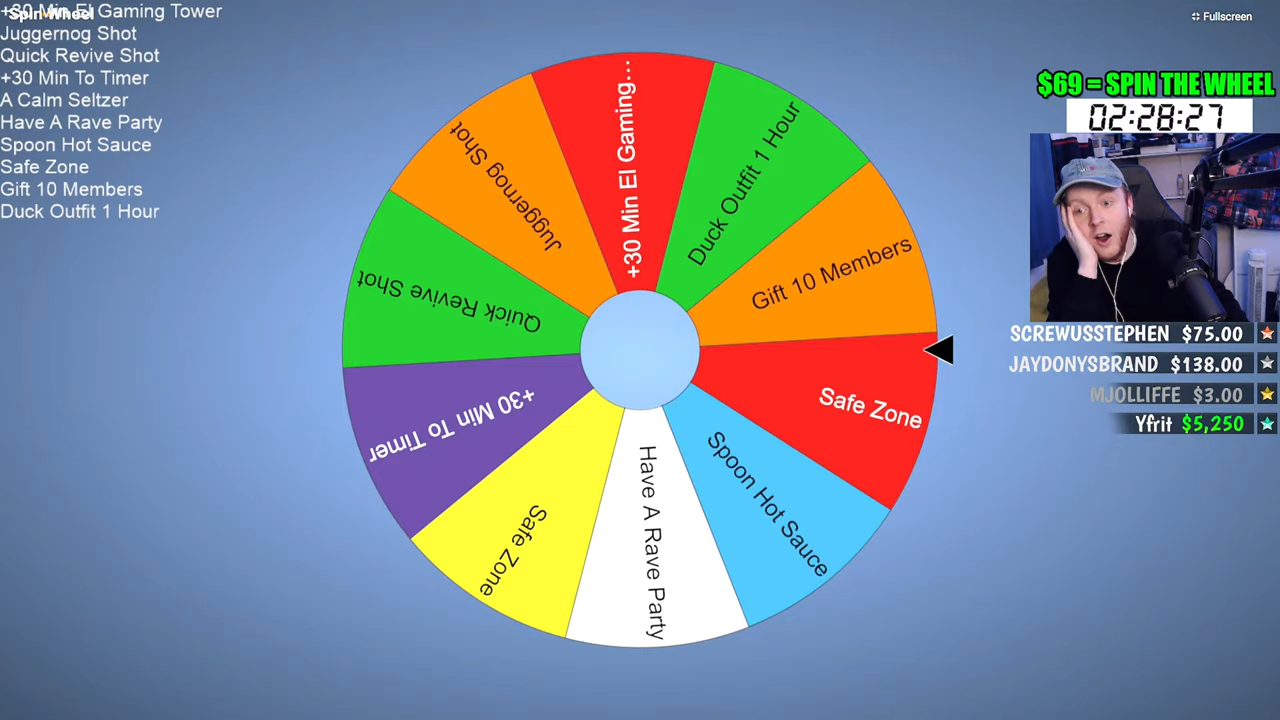 +30 Min El Gaming Tower
Spin Wheel
Juggernog Shot
Quick Revive Shot
+30 Min To Timer
A Calm Seltzer
Have A Rave Party
Spoon Hot Sauce
Safe Zone
Gift 10 Members
Duck Outfit 1 Hour
Fullscreen
$69 = SPIN THE WHEEL
02:28:27
+30 Min El Gaming...
Duck Outfit 1 Hour
Gift 10 Members
Safe Zone
Spoon Hot Sauce
Have A Rave Party
Safe Zone
+30 Min To Timer
Quick Revive Shot
Juggernog Shot
SCREWUSSTEPHEN $75.00
JAYDONYSBRAND $138.00
MJOLLIFFE $3.00
Yfrit $5,250